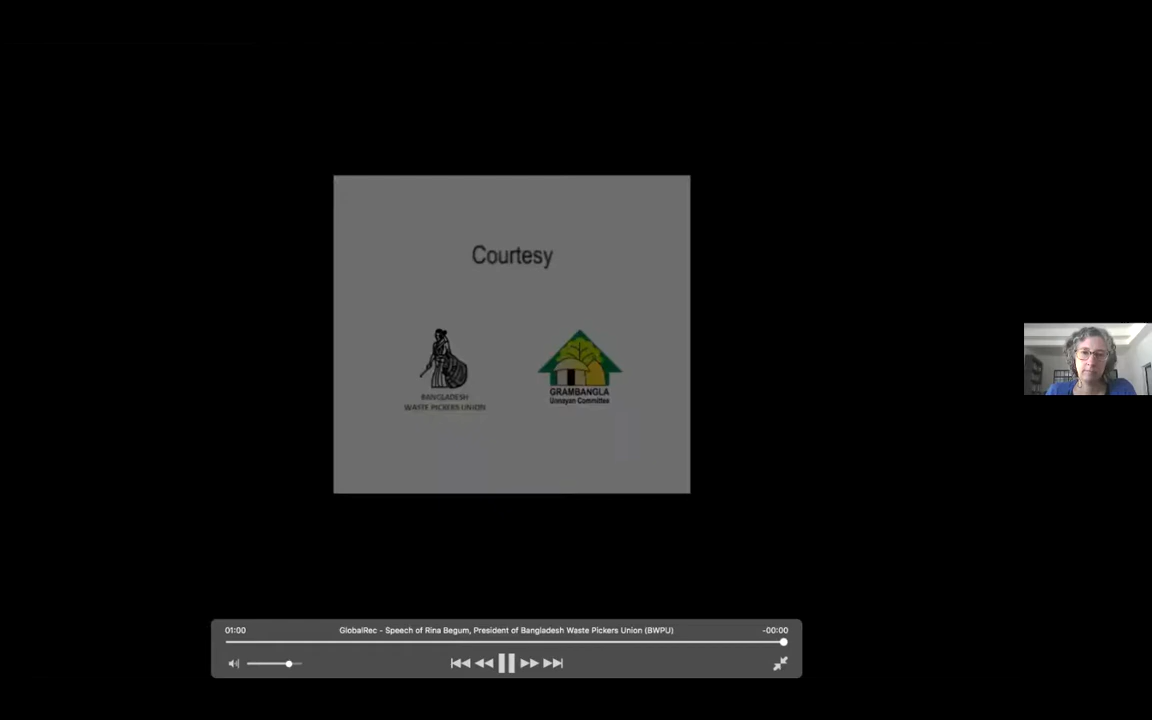 Courtesy
BANGLADESH
WASTE PICKERS UNION
GRAMBANGLA
Unnayan Committee
01:00
GlobalRec - Speech of Rina Begum, President of Bangladesh Waste Pickers Union (BWPU)
-00:00